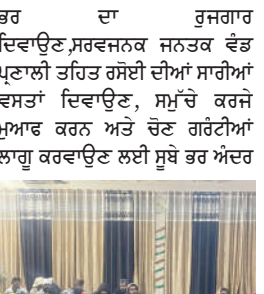 ਭਰ ਦਾ ਰੁਜਗਾਰ
ਦਿਵਾਉਣ,ਸਰਵਜਨਕ ਜਨਤਕ ਵੰਡ
ਪ੍ਰਣਾਲੀ ਤਹਿਤ ਰਸੋਈ ਦੀਆਂ ਸਾਰੀਆਂ
ਵਸਤਾਂ ਦਿਵਾਉਣ, ਸਮੁੱਚੇ ਕਰਜੇ
ਮੁਆਫ ਕਰਨ ਅਤੇ ਚੋਣ ਗਰੰਟੀਆਂ
ਲਾਗੂ ਕਰਵਾਉਣ ਲਈ ਸੂਬੇ ਭਰ ਅੰਦਰ